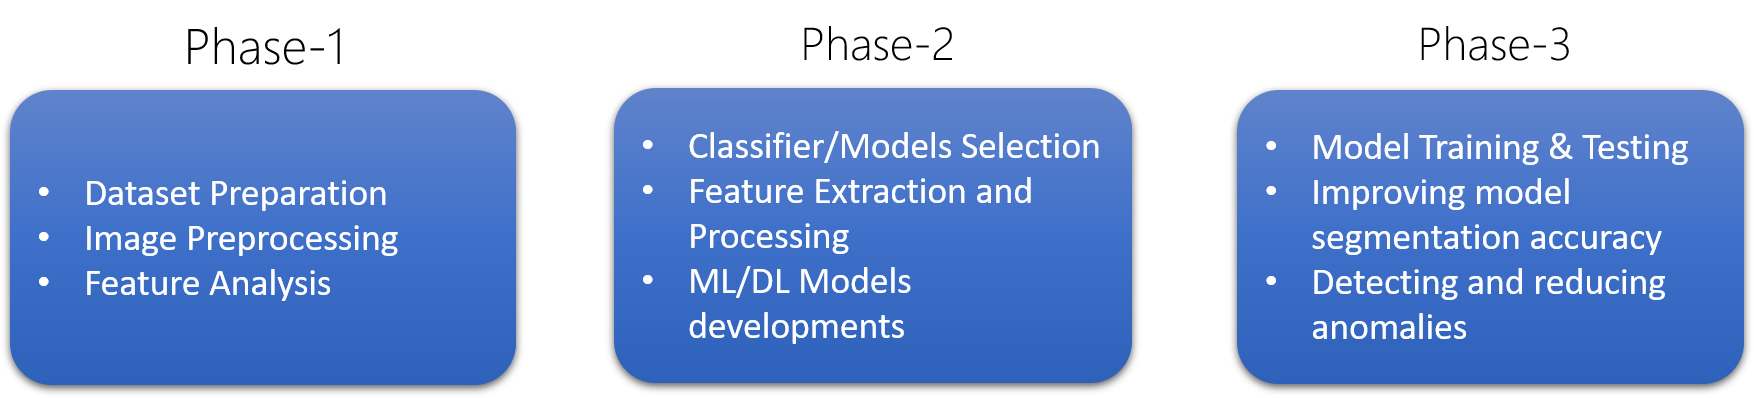 Phase-1
• Dataset Preparation
• Image Preprocessing
• Feature Analysis
Phase-2
• Classifier/Models Selection
• Feature Extraction and
Processing
• ML/DL Models
developments
Phase-3
• Model Training & Testing
• Improving model
segmentation accuracy
• Detecting and reducing
anomalies